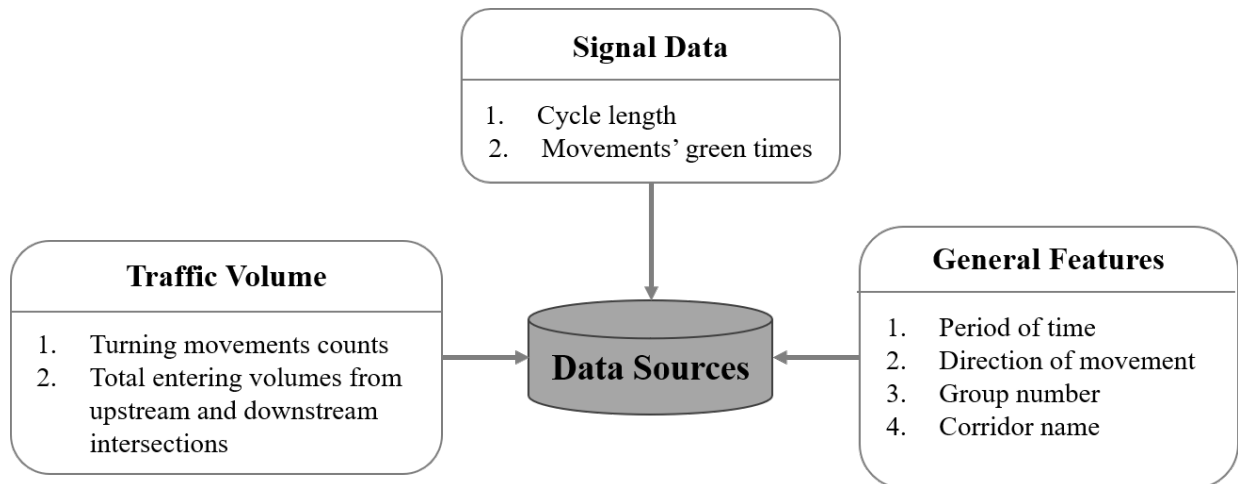 Signal Data
1. Cycle length
2. Movements’ green times
Traffic Volume
1. Turning movements counts
2. Total entering volumes from
upstream and downstream
intersections
Data Sources
General Features
1. Period of time
2. Direction of movement
3. Group number
4. Corridor name